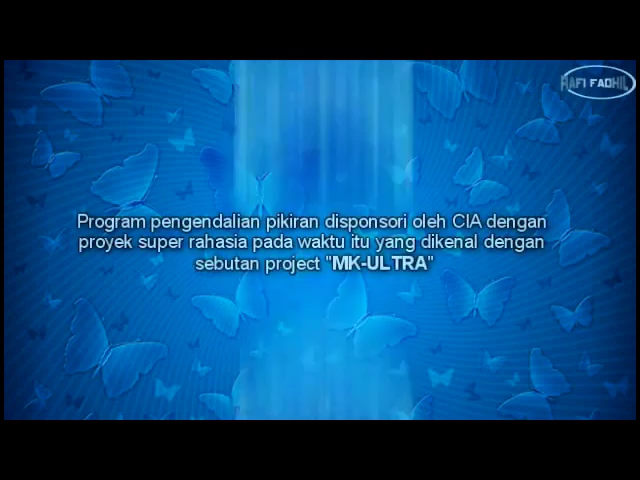 RAFI FADHIL
Program pengendalian pikiran disponsori oleh CIA dengan
proyek super rahasia pada waktu itu yang dikenal dengan
sebutan project "MK-ULTRA"